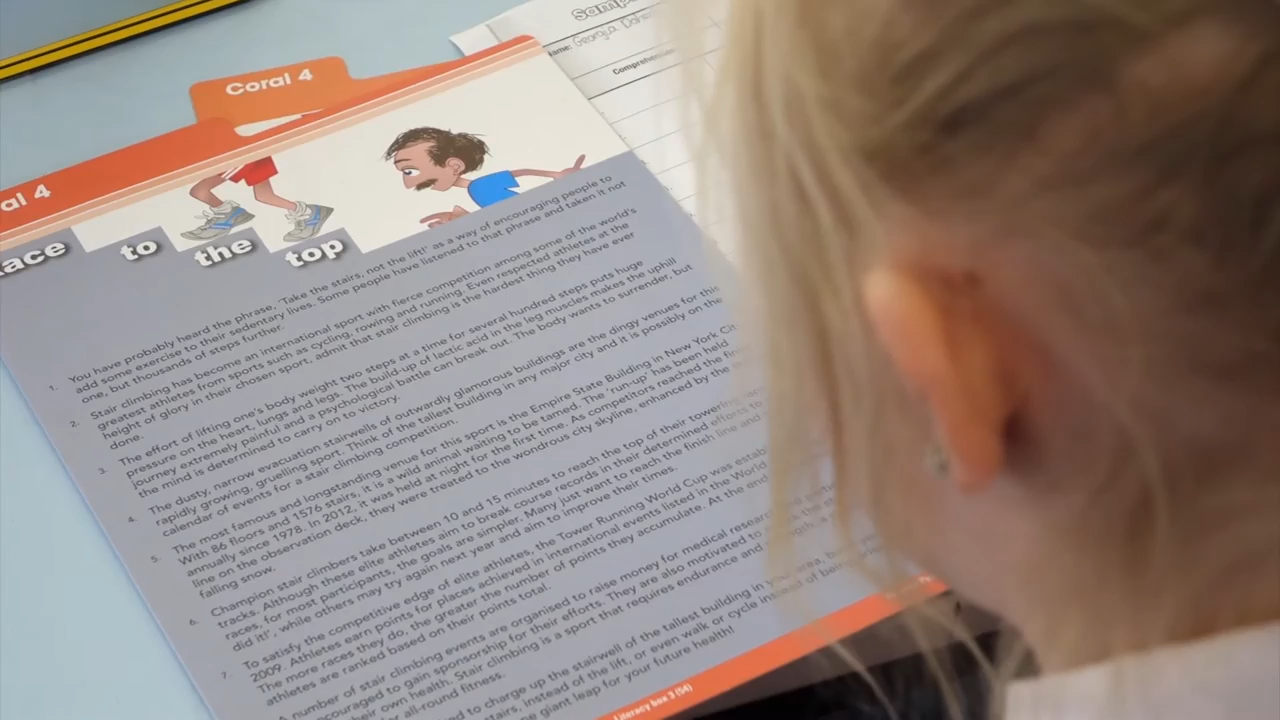 Samp
Name: Georgia
Comprehen
Coral 4
al 4
ace to the top
1. You have probably heard the phrase, 'Take the stairs, not the lift!' as a way of encouraging people to
add some exercise to their sedentary lives. Some people have listened to that phrase and taken it not
one, but thousands of steps further.
2. Stair climbing has become an international sport with fierce competition among some of the world's
greatest athletes from sports such as cycling, rowing and running. Even respected athletes at the
height of glory in their chosen sport, admit that stair climbing is the hardest thing they have ever
done.
3. The effort of lifting one's body weight two steps at a time for several hundred steps puts huge
pressure on the heart, lungs and legs. The build-up of lactic acid in the leg muscles makes the uphill
journey extremely painful and a psychological battle can break out. The body wants to surrender, but
the mind is determined to carry on to victory.
4. The dusty, narrow evacuation stairwells of outwardly glamorous buildings are the dingy venues for this
rapidly growing, gruelling sport. Think of the tallest building in any major city and it is possibly on the
calendar of events for a stair climbing competition.
5. The most famous and longstanding venue for this sport is the Empire State Building in New York City.
With 86 floors and 1576 stairs, it is a wild animal waiting to be tamed. The 'run-up' has been held
annually since 1978. In 2012, it was held at night for the first time. As competitors reached the
line on the observation deck, they were treated to the wondrous city skyline, enhanced by the
falling snow.
6. Champion stair climbers take between 10 and 15 minutes to reach the top of their towering
tracks. Although these elite athletes aim to break course records in their determined efforts to
races, for most participants, the goals are simpler. Many just want to reach the finish line and
did it!', while others may try again next year and aim to improve their times.
7. To satisfy the competitive edge of elite athletes, the Tower Running World Cup was estab
2009. Athletes earn points for places achieved in international events listed in the World
The more races they do, the greater the number of points they accumulate. At the end
athletes are ranked based on their points total.
A number of stair climbing events are organised to raise money for medical research
encouraged to gain sponsorship for their efforts. They are also motivated to
their own health. Stair climbing is a sport that requires endurance and
or all-round fitness.
ed to charge up the stairwell of the tallest building in your area,
stairs, instead of the lift, or even walk or cycle instead of
ne giant leap for your future health!
Literacy box 3 (54)